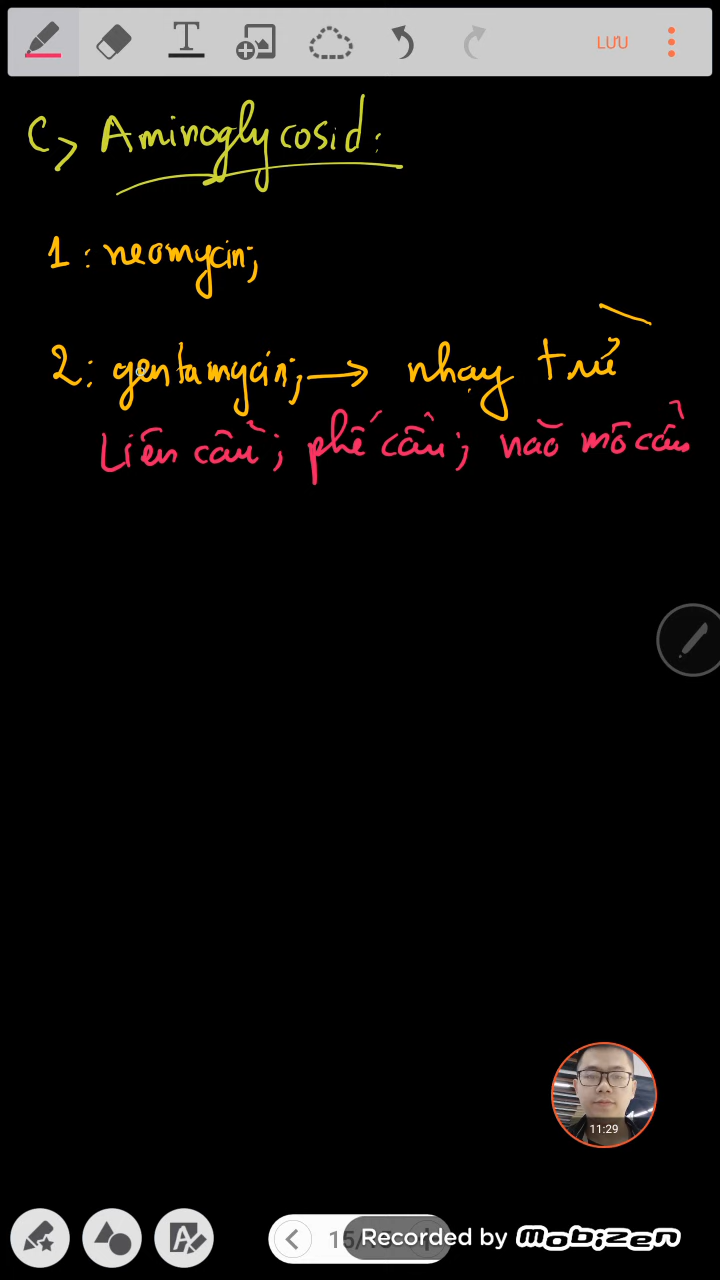 T
LƯU
C> Aminoglycosid:
1: neomycin;
2: gentamycin; → nhạy trừ
Liên cầu; phế cầu; não mô cầu
11:29
A
Recorded by mobizen